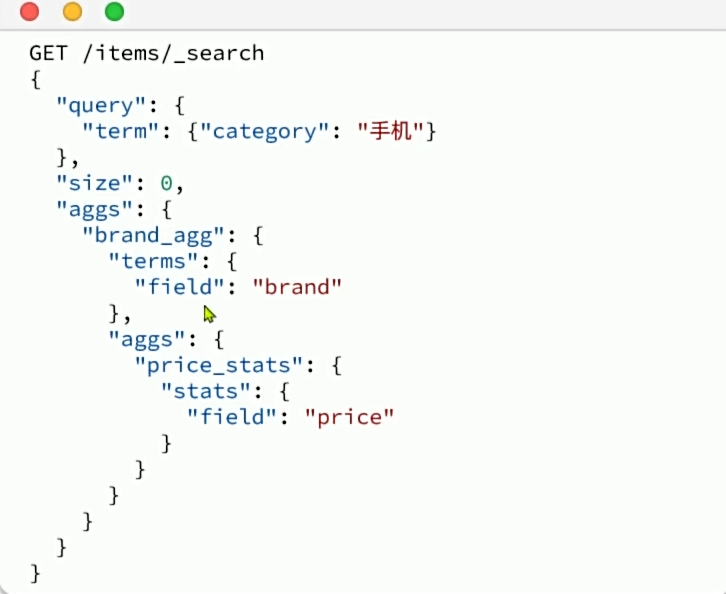 GET /items/_search
{
  "query": {
    "term": {"category": "手机"}
  },
  "size": 0,
  "aggs": {
    "brand_agg": {
      "terms": {
        "field": "brand"
      },
      "aggs": {
        "price_stats": {
          "stats": {
            "field": "price"
          }
        }
      }
    }
  }
}